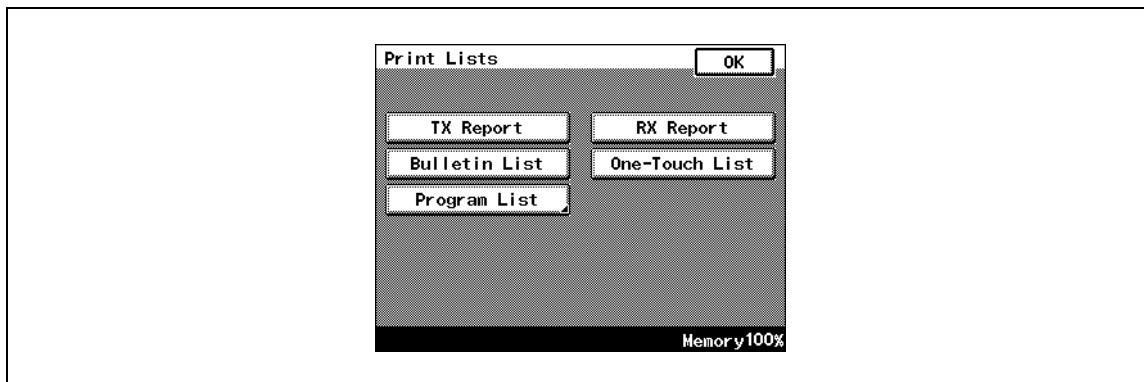 Print Lists OK
TX Report RX Report
Bulletin List One-Touch List
Program List
Memory100%